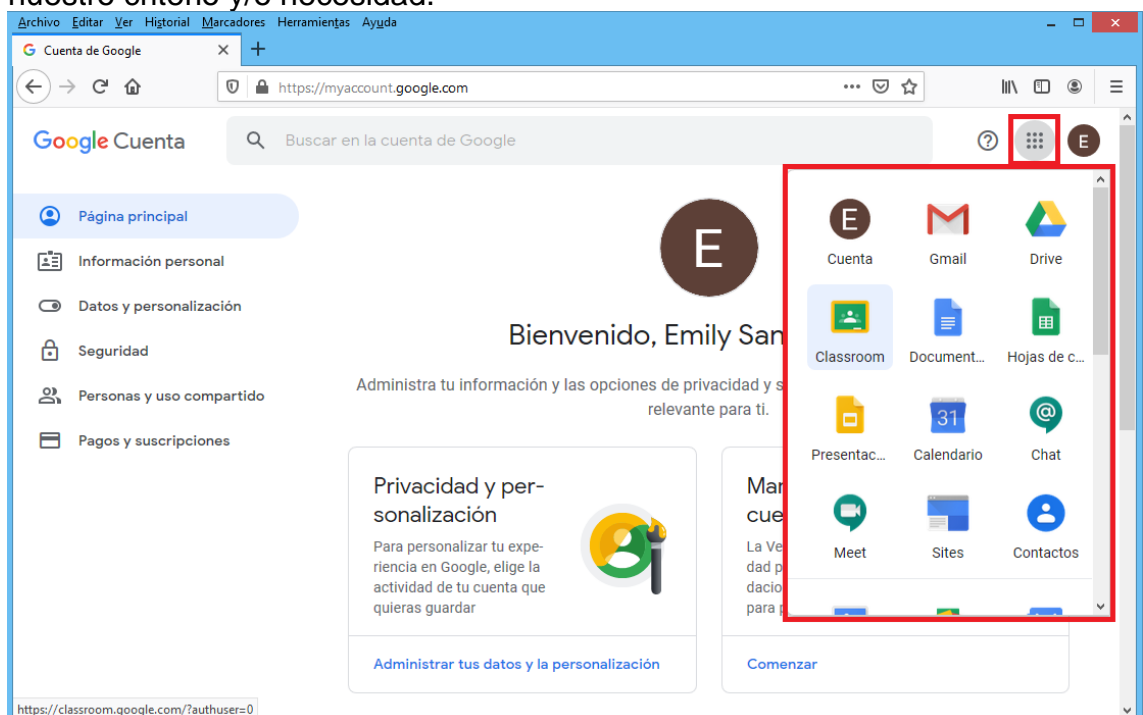 nuestro criterio y/o necesidad.
Archivo Editar Ver Historial Marcadores Herramientas Ayuda
G Cuenta de Google
https://myaccount.google.com
Google Cuenta
Buscar en la cuenta de Google
E
Página principal
Información personal
Datos y personalización
Seguridad
Personas y uso compartido
Pagos y suscripciones
E
Bienvenido, Emily San
Administra tu información y las opciones de privacidad y s
relevante para ti.
Privacidad y per-
sonalización
Para personalizar tu expe-
riencia en Google, elige la
actividad de tu cuenta que
quieras guardar
Administrar tus datos y la personalización
Mar
cue
La Ve
dad p
dacio
para p
Comenzar
E
Cuenta Gmail Drive
Classroom Document... Hojas de c...
31
Presentac... Calendario Chat
Meet Sites Contactos
https://classroom.google.com/?authuser=0